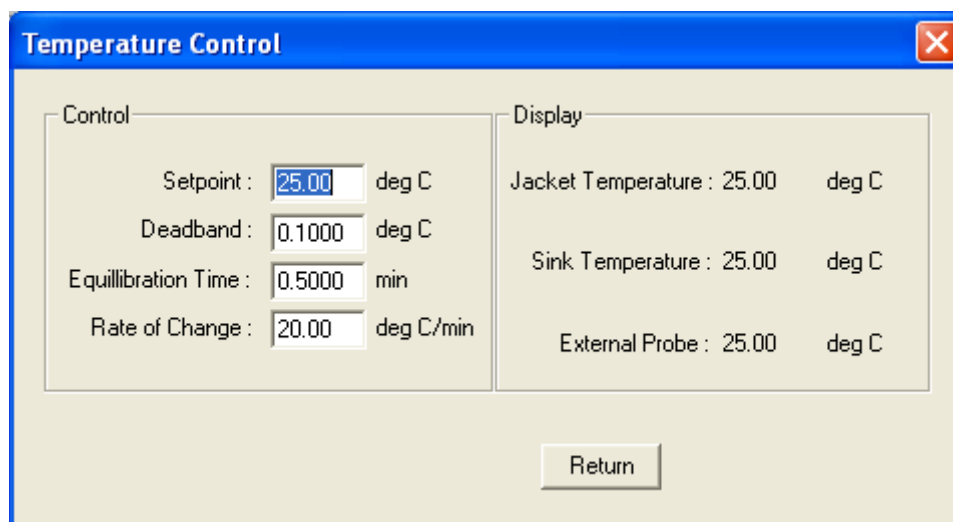 Temperature Control
Control
Setpoint : 25.00 deg C
Deadband : 0.1000 deg C
Equillibration Time : 0.5000 min
Rate of Change : 20.00 deg C/min
Display
Jacket Temperature : 25.00 deg C
Sink Temperature : 25.00 deg C
External Probe : 25.00 deg C
Return